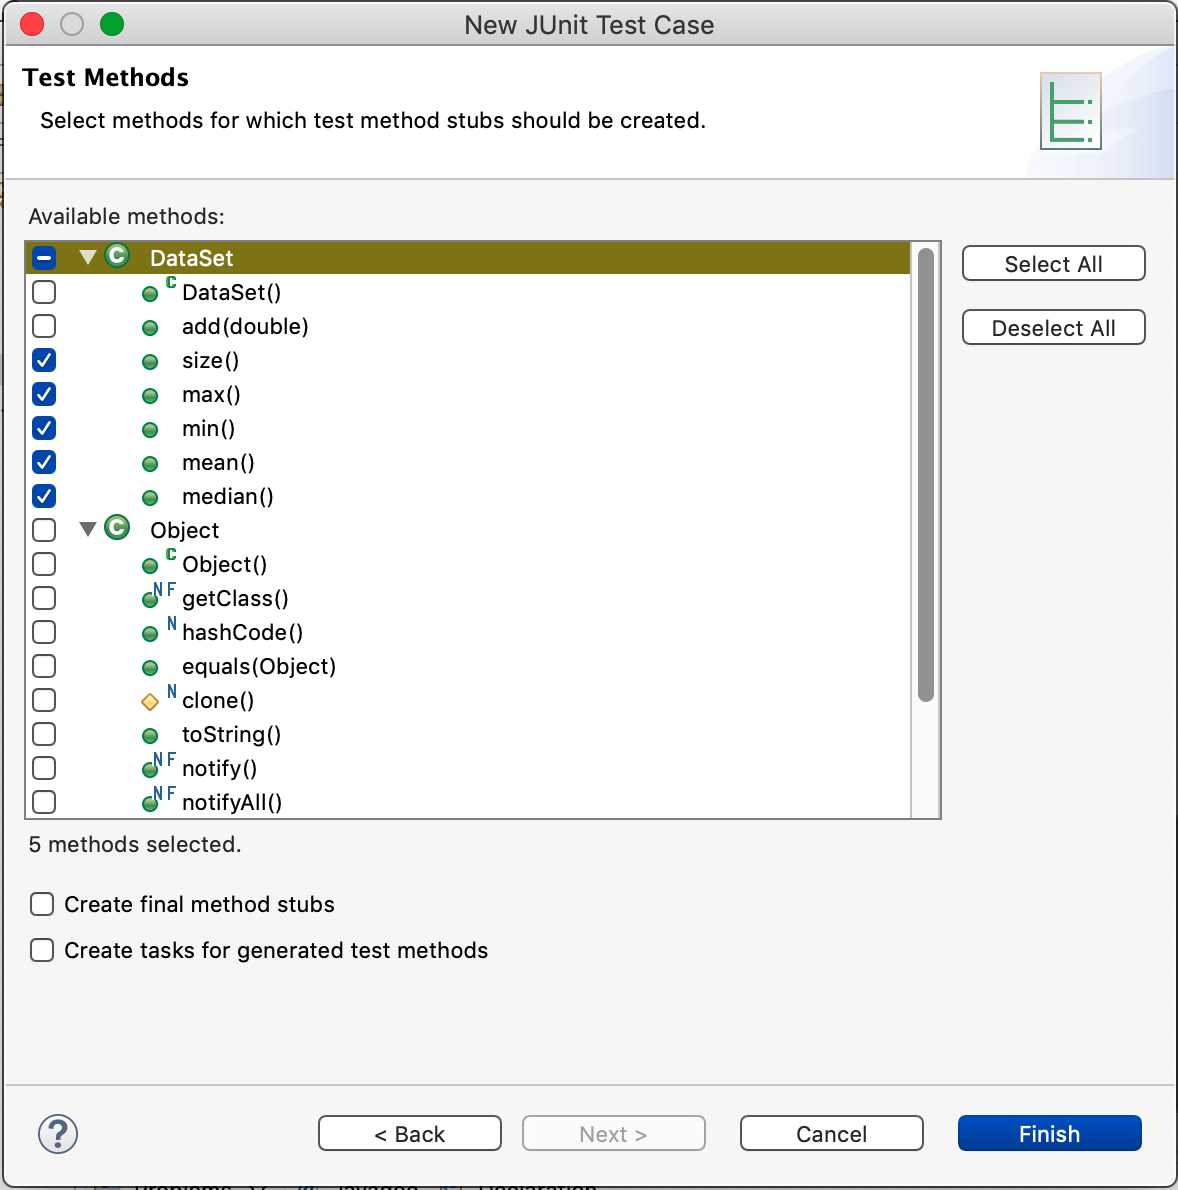 New JUnit Test Case
Test Methods
Select methods for which test method stubs should be created.
Available methods:
C DataSet
Select All
C DataSet()
Deselect All
add(double)
size()
max()
min()
mean()
median()
C Object
C Object()
N F getClass()
N hashCode()
equals(Object)
N clone()
toString()
N F notify()
N F notifyAll()
5 methods selected.
Create final method stubs
Create tasks for generated test methods
? < Back Next > Cancel Finish